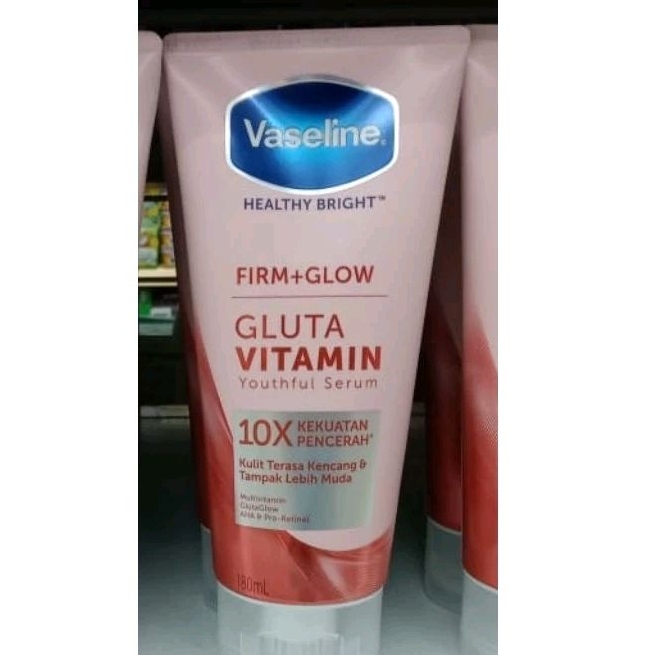 Vaseline®
HEALTHY BRIGHT™
FIRM+GLOW
GLUTA
VITAMIN
Youthful Serum
10X KEKUATAN
PENCERAH*
Kulit Terasa Kencang &
Tampak Lebih Muda
Multivitamin
GlutaGlow
AHA & Pro-Retinol
180mL